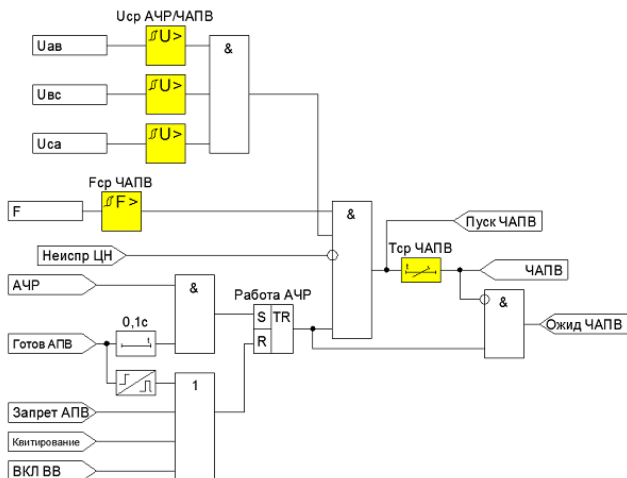 Uср АЧР/ЧАПВ
Uав
U>
&
Uвс
U>
Uса
U>
Fср ЧАПВ
F
F>
&
Неиспр ЦН
Пуск ЧАПВ
Тср ЧАПВ
t
ЧАПВ
АЧР
&
Работа АЧР
S TR
R
&
Ожид ЧАПВ
0,1с
t
Готов АПВ
1
Запрет АПВ
Квитирование
ВКЛ ВВ